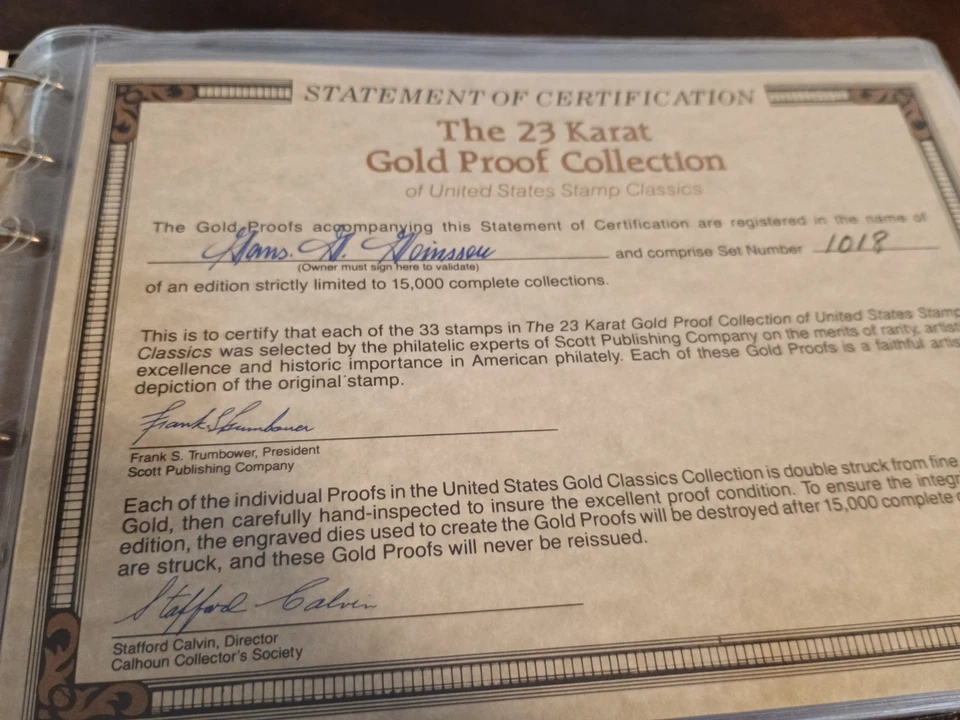 STATEMENT OF CERTIFICATION
The 23 Karat
Gold Proof Collection
of United States Stamp Classics
The Gold Proofs accompanying this Statement of Certification are registered in the name of
and comprise Set Number 1018
(Owner must sign here to validate)
of an edition strictly limited to 15,000 complete collections.
This is to certify that each of the 33 stamps in The 23 Karat Gold Proof Collection of United States Stamp
Classics was selected by the philatelic experts of Scott Publishing Company on the merits of rarity, artis
excellence and historic importance in American philately. Each of these Gold Proofs is a faithful artis
depiction of the original stamp.
Frank S Trumbower
Frank S. Trumbower, President
Scott Publishing Company
Each of the individual Proofs in the United States Gold Classics Collection is double struck from fine
Gold, then carefully hand-inspected to insure the excellent proof condition. To ensure the integr
edition, the engraved dies used to create the Gold Proofs will be destroyed after 15,000 complete
are struck, and these Gold Proofs will never be reissued.
Stafford Calvin
Stafford Calvin, Director
Calhoun Collector's Society